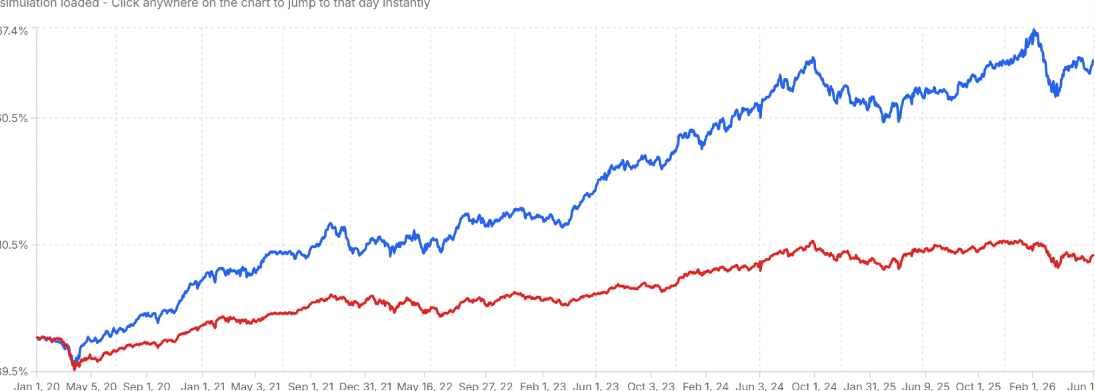 simulation loaded - Click anywhere on the chart to jump to that day instantly
Jan 1, 20 May 5, 20 Sep 1, 20 Jan 1, 21 May 3, 21 Sep 1, 21 Dec 31, 21 May 16, 22 Sep 27, 22 Feb 1, 23 Jun 1, 23 Oct 3, 23 Feb 1, 24 Jun 3, 24 Oct 1, 24 Jan 31, 25 Jun 9, 25 Oct 1, 25 Feb 1, 26 Jun 1